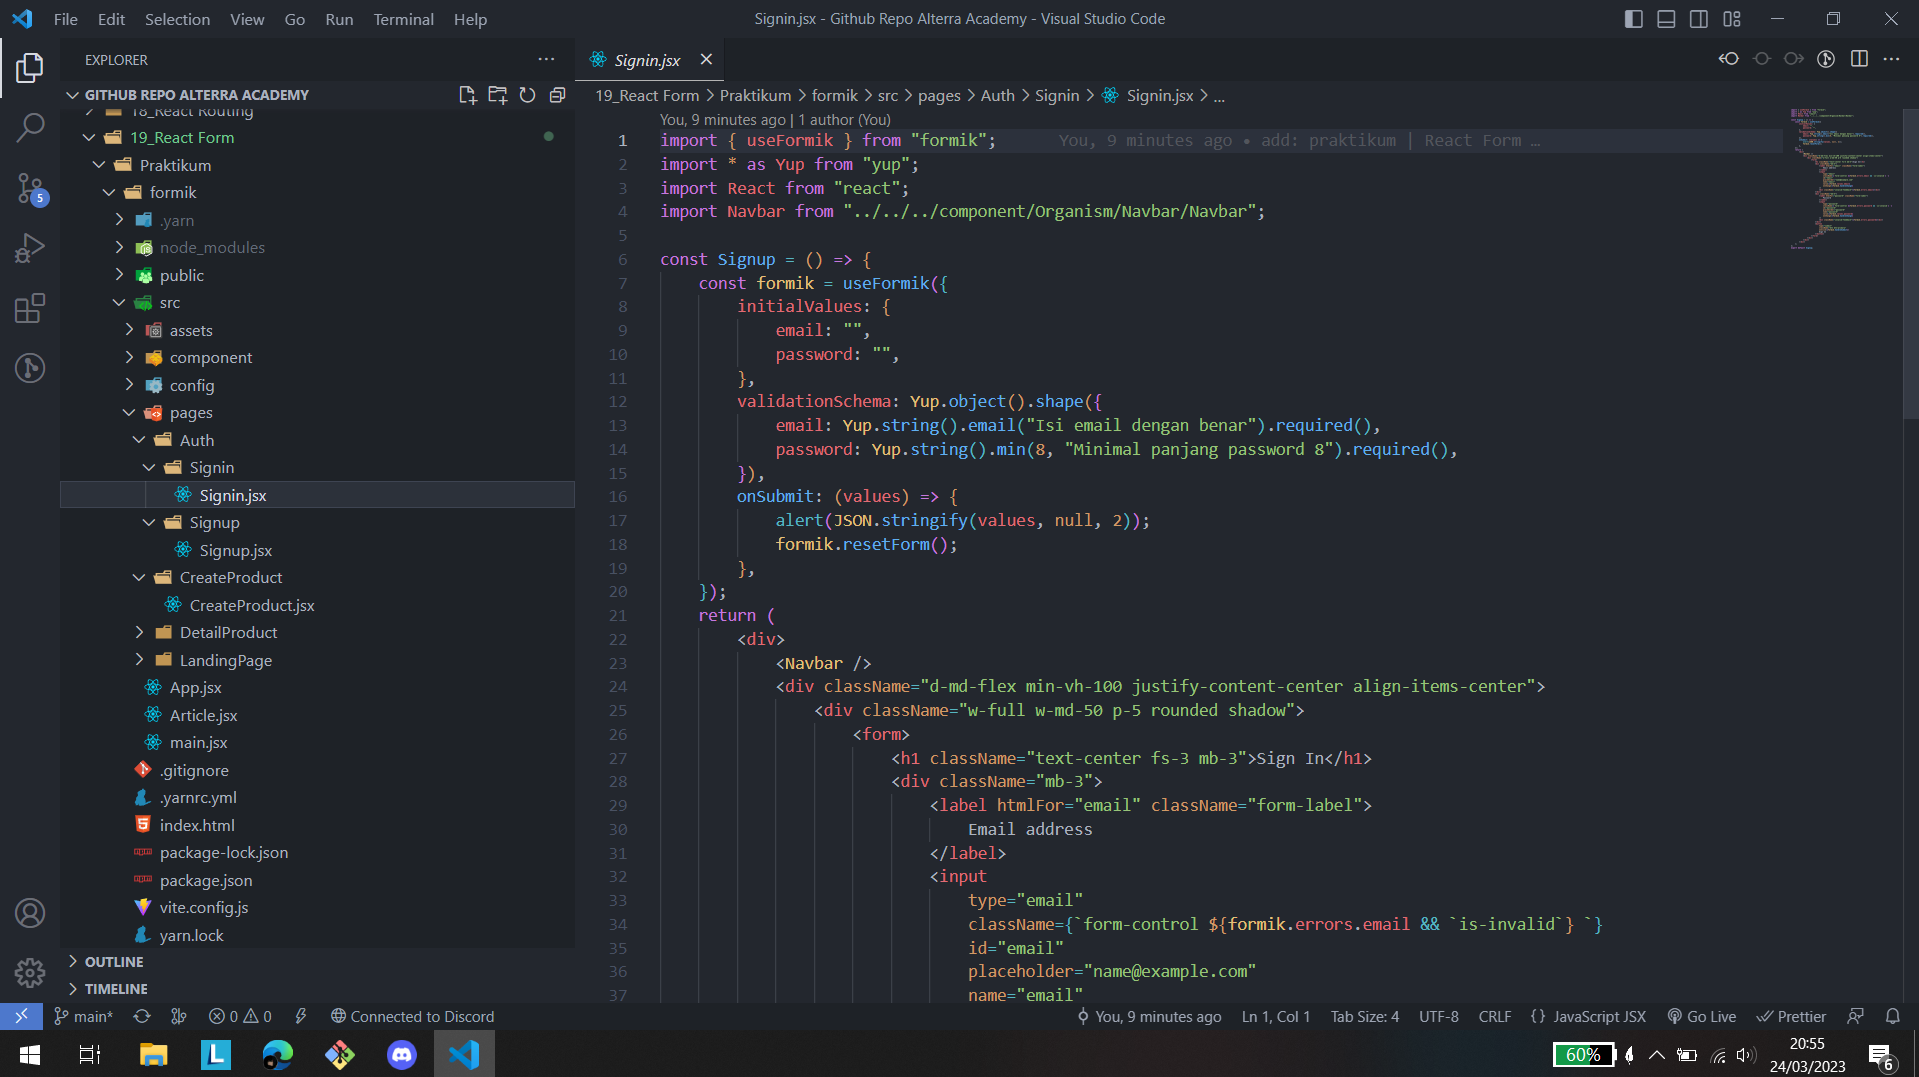 File Edit Selection View Go Run Terminal Help
Signin.jsx - Github Repo Alterra Academy - Visual Studio Code
EXPLORER
GITHUB REPO ALTERRA ACADEMY
18_React Routing
19_React Form
Praktikum
formik
.yarn
node_modules
public
src
assets
component
config
pages
Auth
Signin
Signin.jsx
Signup
Signup.jsx
CreateProduct
CreateProduct.jsx
DetailProduct
LandingPage
App.jsx
Article.jsx
main.jsx
.gitignore
.yarnrc.yml
index.html
package-lock.json
package.json
vite.config.js
yarn.lock
OUTLINE
TIMELINE
5
Signin.jsx
19_React Form > Praktikum > formik > src > pages > Auth > Signin > Signin.jsx > ...
You, 9 minutes ago | 1 author (You)
1 import { useFormik } from "formik"; You, 9 minutes ago • add: praktikum | React Form …
2 import * as Yup from "yup";
3 import React from "react";
4 import Navbar from "../../../component/Organism/Navbar/Navbar";
5
6 const Signup = () => {
7 const formik = useFormik({
8 initialValues: {
9 email: "",
10 password: "",
11 },
12 validationSchema: Yup.object().shape({
13 email: Yup.string().email("Isi email dengan benar").required(),
14 password: Yup.string().min(8, "Minimal panjang password 8").required(),
15 }),
16 onSubmit: (values) => {
17 alert(JSON.stringify(values, null, 2));
18 formik.resetForm();
19 },
20 });
21 return (
22 <div>
23 <Navbar />
24 <div className="d-md-flex min-vh-100 justify-content-center align-items-center">
25 <div className="w-full w-md-50 p-5 rounded shadow">
26 <form>
27 <h1 className="text-center fs-3 mb-3">Sign In</h1>
28 <div className="mb-3">
29 <label htmlFor="email" className="form-label">
30 Email address
31 </label>
32 <input
33 type="email"
34 className={`form-control ${formik.errors.email && `is-invalid`} `}
35 id="email"
36 placeholder="name@example.com"
37 name="email"
main* 0 0 Connected to Discord
You, 9 minutes ago Ln 1, Col 1 Tab Size: 4 UTF-8 CRLF {} JavaScript JSX Go Live Prettier
L
60%
20:55
24/03/2023
6